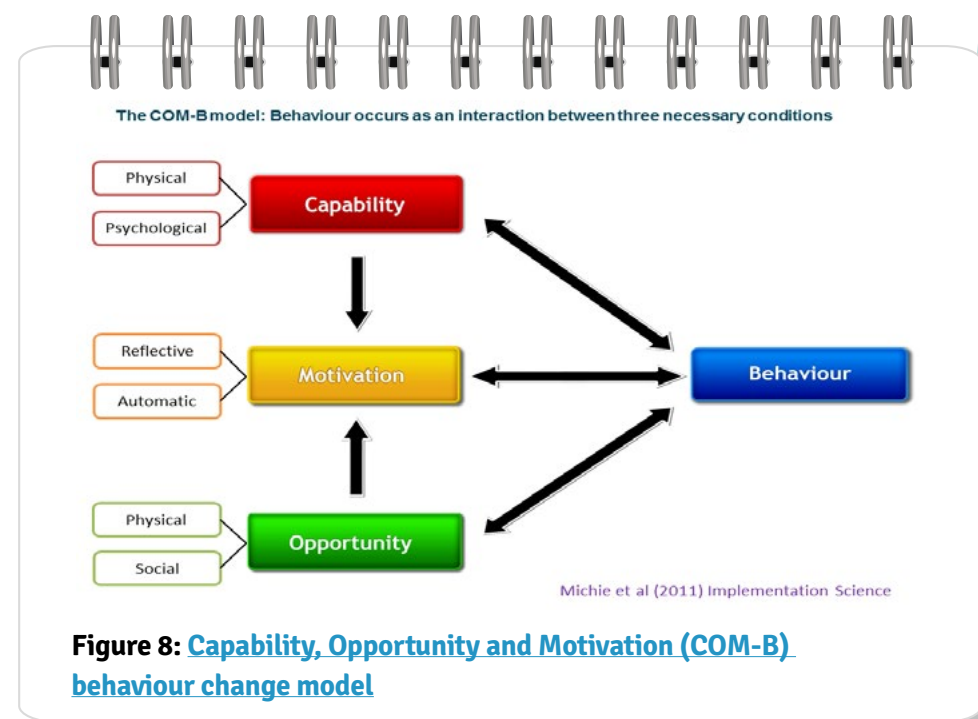 The COM-B model: Behaviour occurs as an interaction between three necessary conditions
Physical
Psychological
Capability
Reflective
Automatic
Motivation
Behaviour
Physical
Social
Opportunity
Michie et al (2011) Implementation Science
Figure 8: Capability, Opportunity and Motivation (COM-B)
behaviour change model